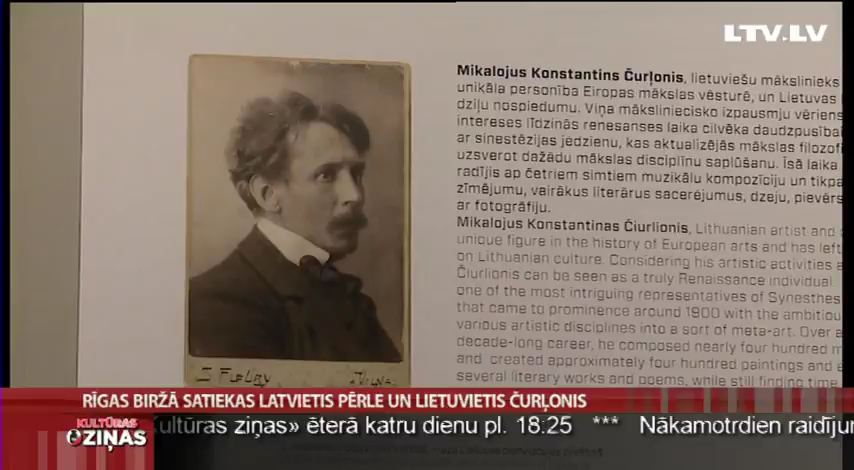 LTV.LV
Mikalojus Konstantins Čurļonis, lietuviešu mākslinieks
unikāla personība Eiropas mākslas vēsturē, un Lietuvas
dziļu nospiedumu. Viņa māksliniecisko izpausmju vēriens
intereses līdzinās renesanses laika cilvēka daudzpusībai
ar sinestēzijas jēdzienu, kas aktualizējās mākslas filozofi
uzsverot dažādu mākslas disciplīnu saplūšanu. Īsā laika
radījis ap četriem simtiem muzikālu kompozīciju un tikpa
zīmējumu, vairākus literārus sacerējumus, dzeju, pievērs
ar fotogrāfiju.
Mikalojus Konstantinas Čiurlionis, Lithuanian artist and
unique figure in the history of European arts and has left
on Lithuanian culture. Considering his artistic activities a
Čiurlionis can be seen as a truly Renaissance individual.
one of the most intriguing representatives of Synesthes
that came to prominence around 1900 with the ambitiou
various artistic disciplines into a sort of meta-art. Over a
decade-long career, he composed nearly four hundred m
and created approximately four hundred paintings and e
several literary works and poems, while still finding time
RĪGAS BIRŽĀ SATIEKAS LATVIETIS PĒRLE UN LIETUVIETIS ČURĻONIS
KULTŪRAS
ZIŅAS
Kultūras ziņas» ēterā katru dienu pl. 18:25 *** Nākamotrdien raidījum